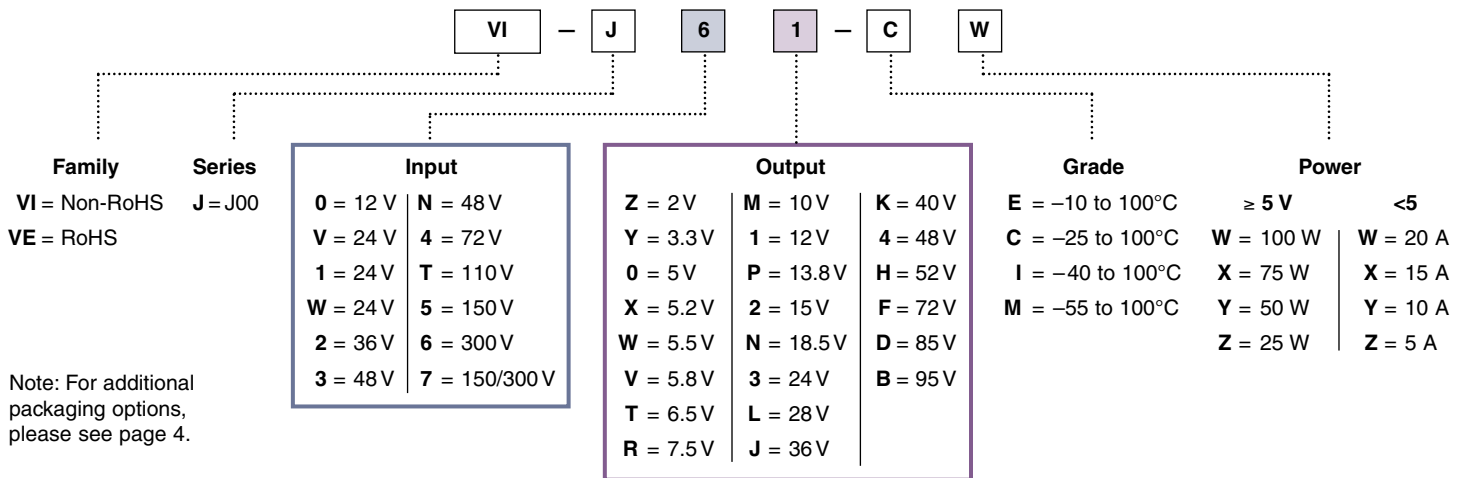 VI – J 6 1 – C W
Family
VI = Non-RoHS
VE = RoHS
Series
J = J00
Input
0 = 12 V
V = 24 V
1 = 24 V
W = 24 V
2 = 36 V
3 = 48 V
N = 48 V
4 = 72 V
T = 110 V
5 = 150 V
6 = 300 V
7 = 150/300 V
Output
Z = 2 V
Y = 3.3 V
0 = 5 V
X = 5.2 V
W = 5.5 V
V = 5.8 V
T = 6.5 V
R = 7.5 V
M = 10 V
1 = 12 V
P = 13.8 V
2 = 15 V
N = 18.5 V
3 = 24 V
L = 28 V
J = 36 V
K = 40 V
4 = 48 V
H = 52 V
F = 72 V
D = 85 V
B = 95 V
Grade
E = –10 to 100°C
C = –25 to 100°C
I = –40 to 100°C
M = –55 to 100°C
Power
≥ 5 V
W = 100 W
X = 75 W
Y = 50 W
Z = 25 W
<5
W = 20 A
X = 15 A
Y = 10 A
Z = 5 A
Note: For additional
packaging options,
please see page 4.